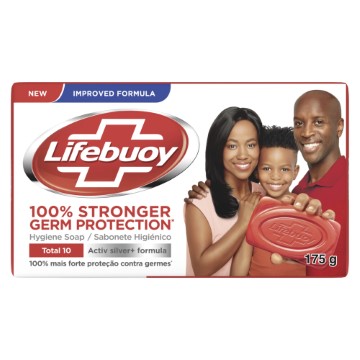 NEW
IMPROVED FORMULA
Lifebuoy
100% STRONGER
GERM PROTECTION*
Hygiene Soap / Sabonete Higiénico
Total 10
Activ silver+ formula
100% mais forte proteção contra germes*
175 g